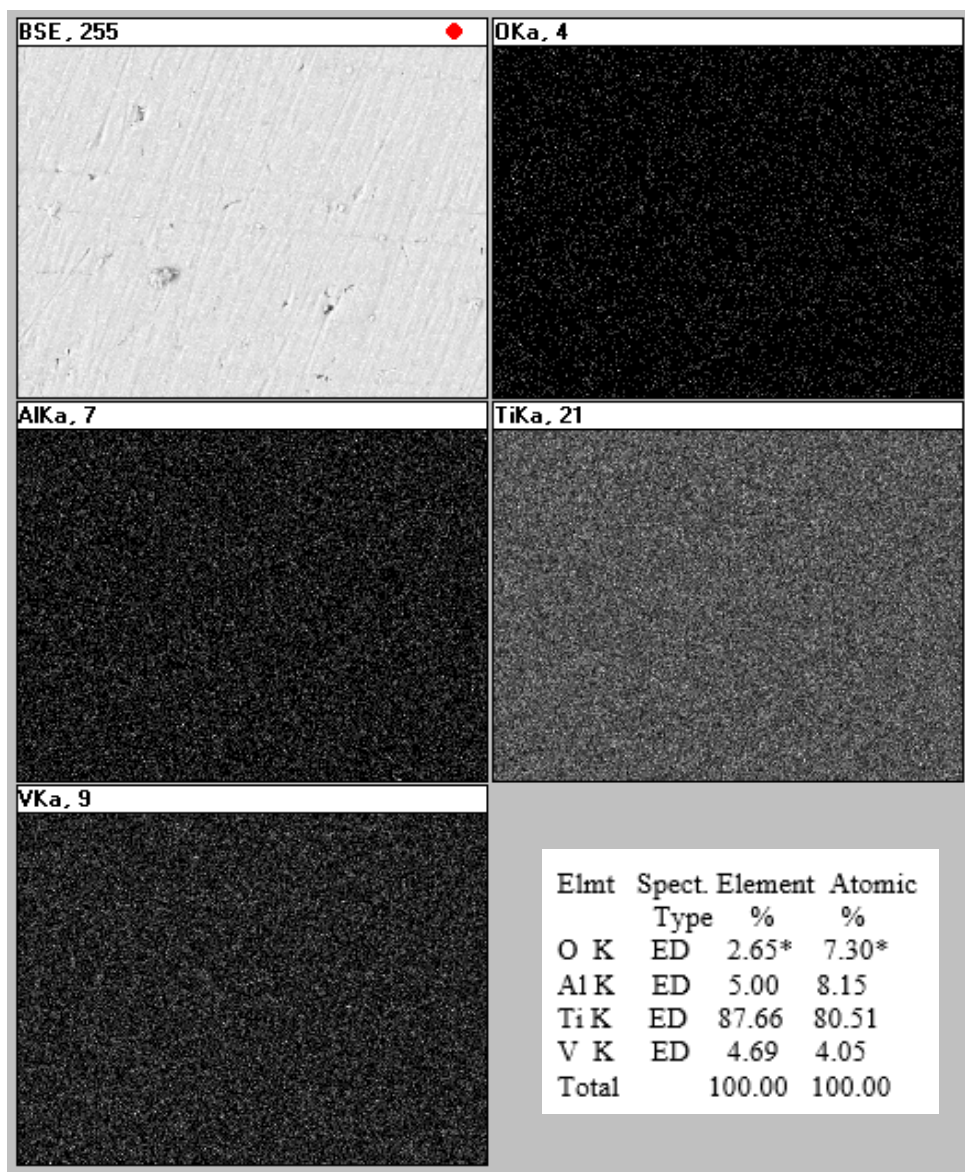 BSE, 255
OKa, 4
AlKa, 7
TiKa, 21
VKa, 9
Elmt Spect. Element Atomic
Type % %
O K ED 2.65* 7.30*
Al K ED 5.00 8.15
Ti K ED 87.66 80.51
V K ED 4.69 4.05
Total 100.00 100.00